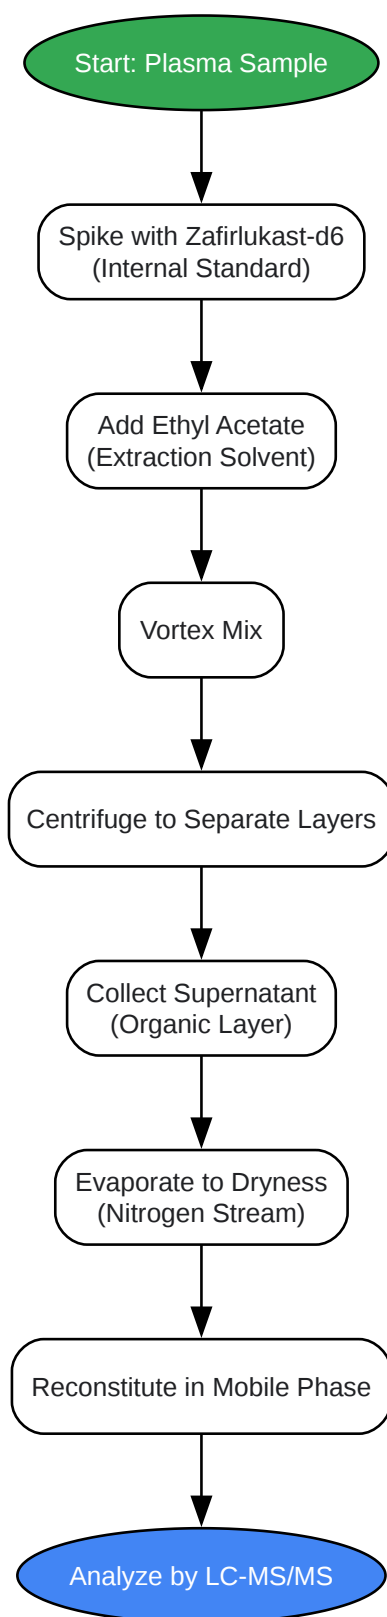 Start: Plasma Sample
Spike with Zafirlukast-d6
(Internal Standard)
Add Ethyl Acetate
(Extraction Solvent)
Vortex Mix
Centrifuge to Separate Layers
Collect Supernatant
(Organic Layer)
Evaporate to Dryness
(Nitrogen Stream)
Reconstitute in Mobile Phase
Analyze by LC-MS/MS